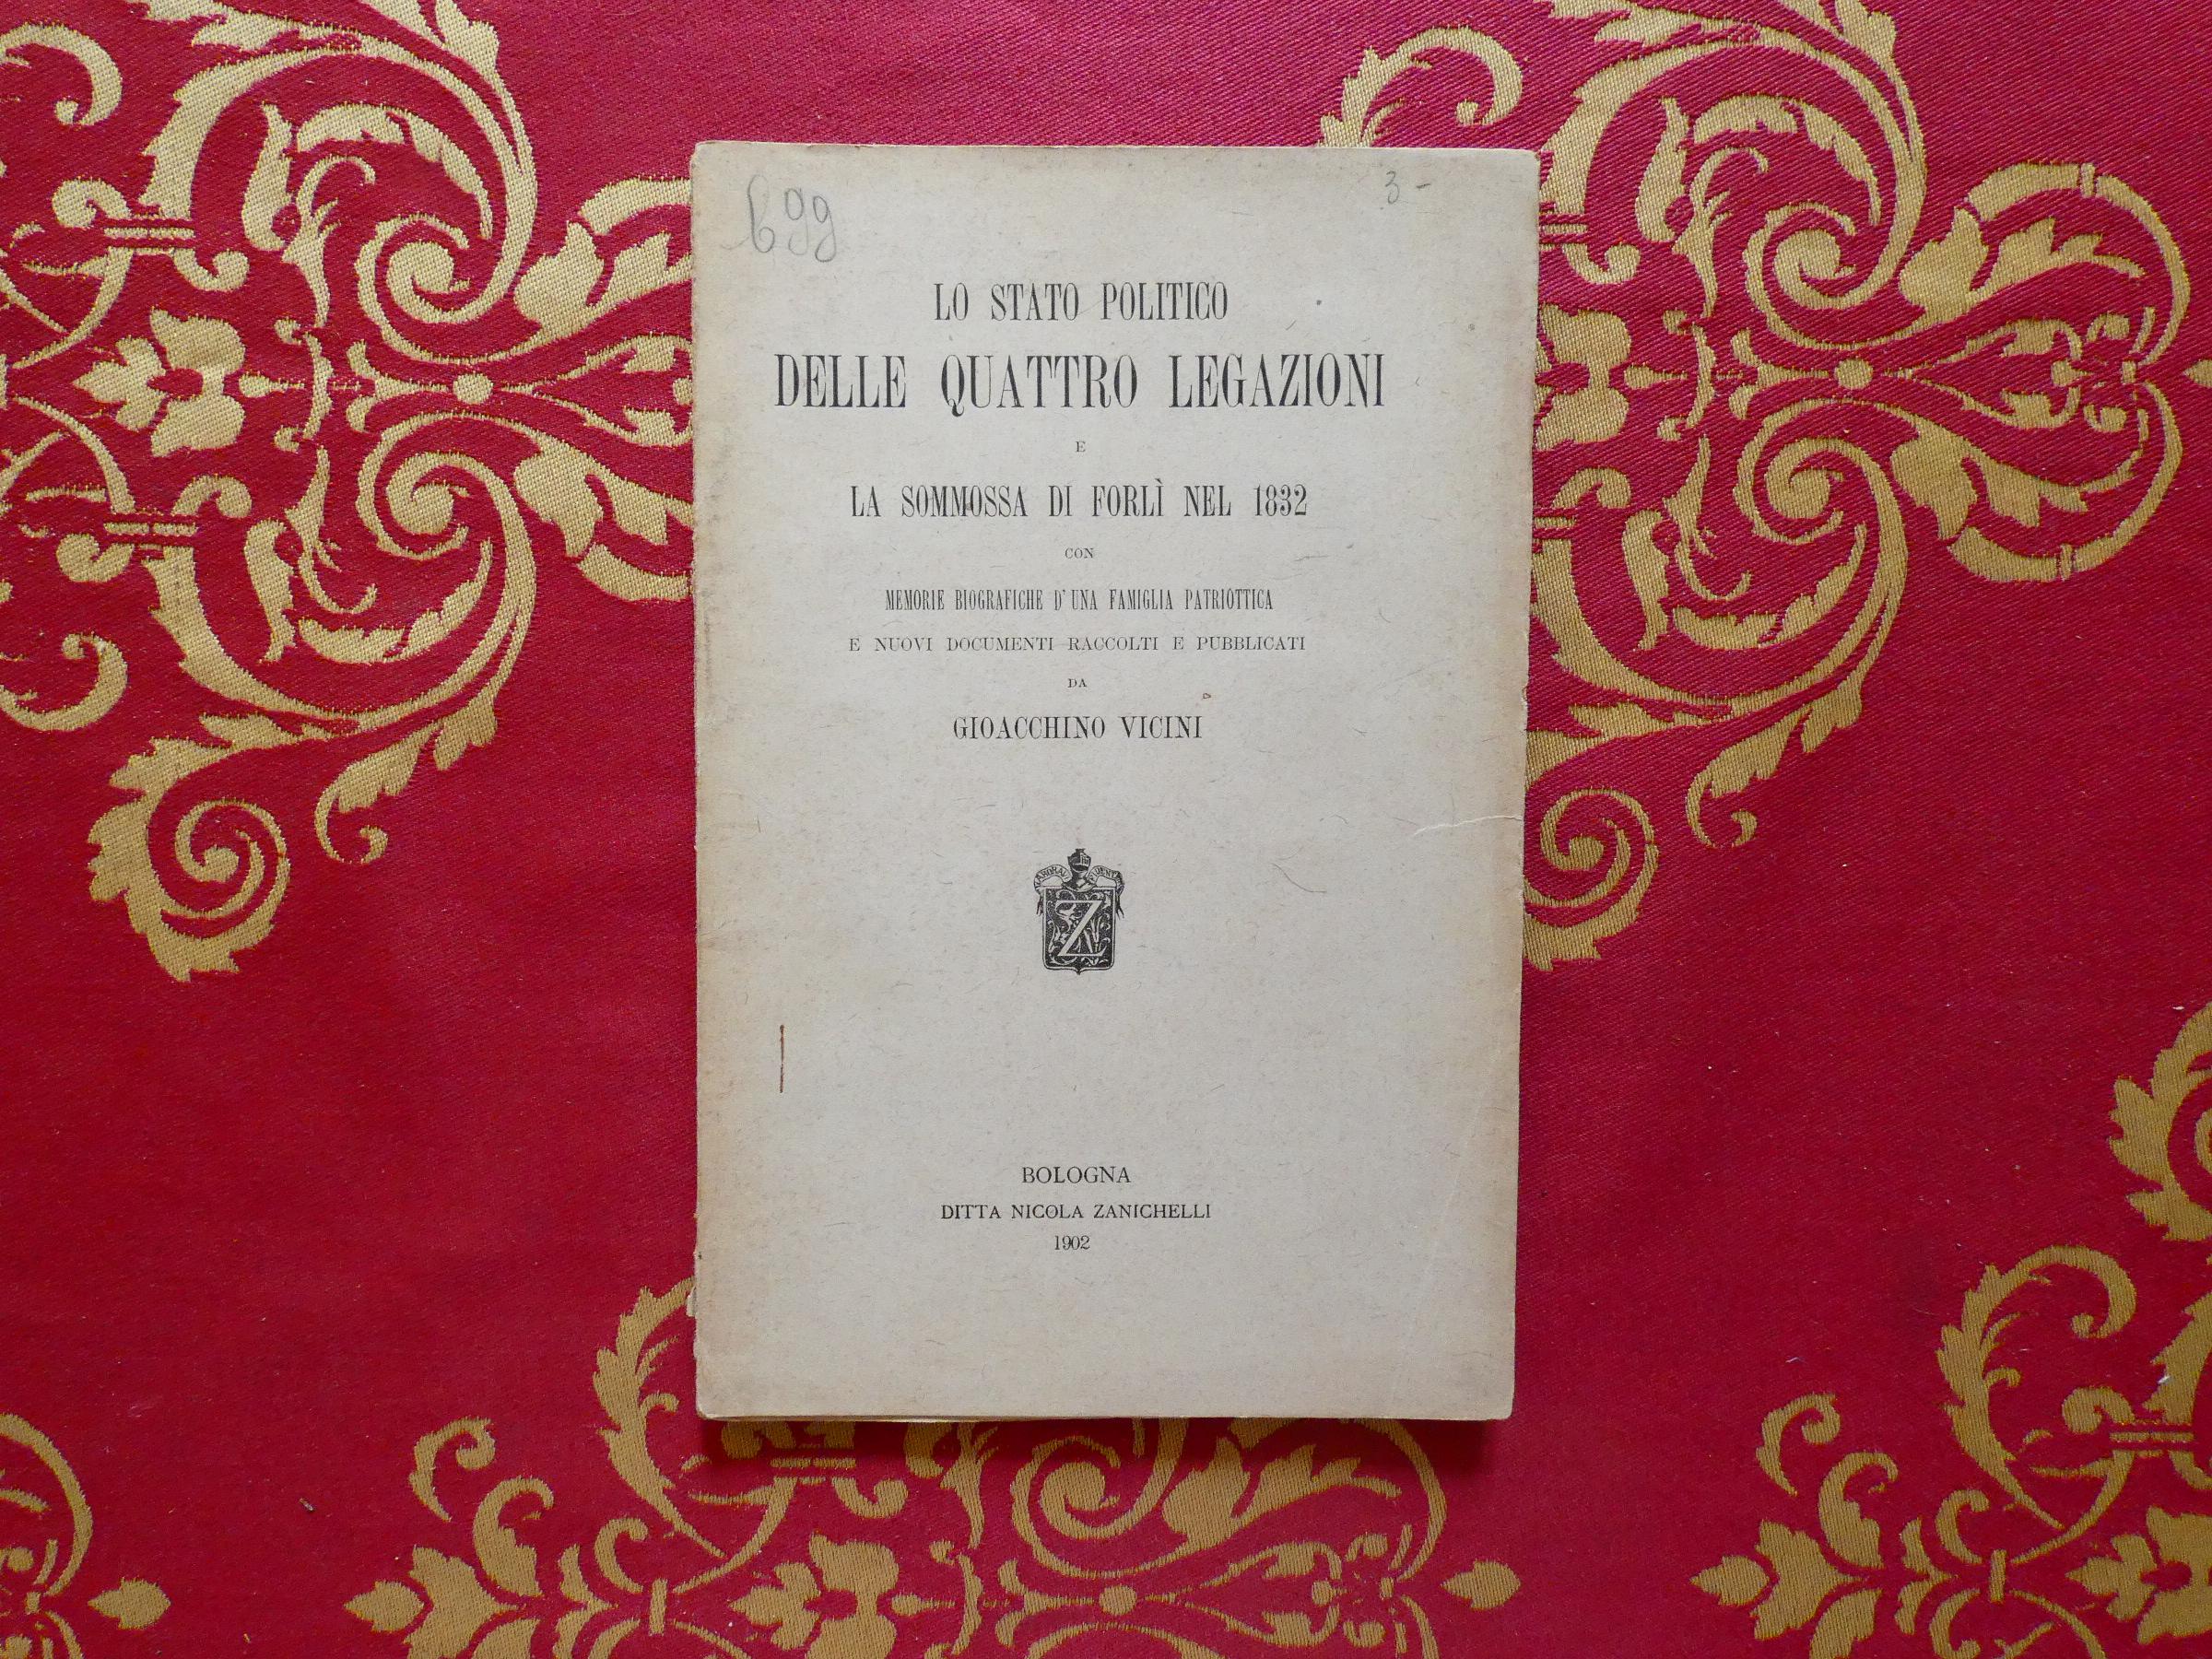 699
3-
LO STATO POLITICO
DELLE QUATTRO LEGAZIONI
E
LA SOMMOSSA DI FORLÌ NEL 1832
CON
MEMORIE BIOGRAFICHE D'UNA FAMIGLIA PATRIOTTICA
E NUOVI DOCUMENTI RACCOLTI E PUBBLICATI
DA
GIOACCHINO VICINI
Z
BOLOGNA
DITTA NICOLA ZANICHELLI
1902